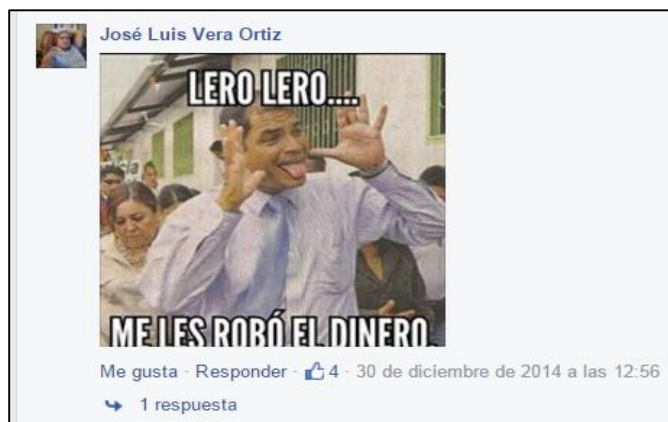 José Luis Vera Ortiz
LERO LERO....
ME LES ROBÓ EL DINERO.
Me gusta · Responder · 4 · 30 de diciembre de 2014 a las 12:56
1 respuesta